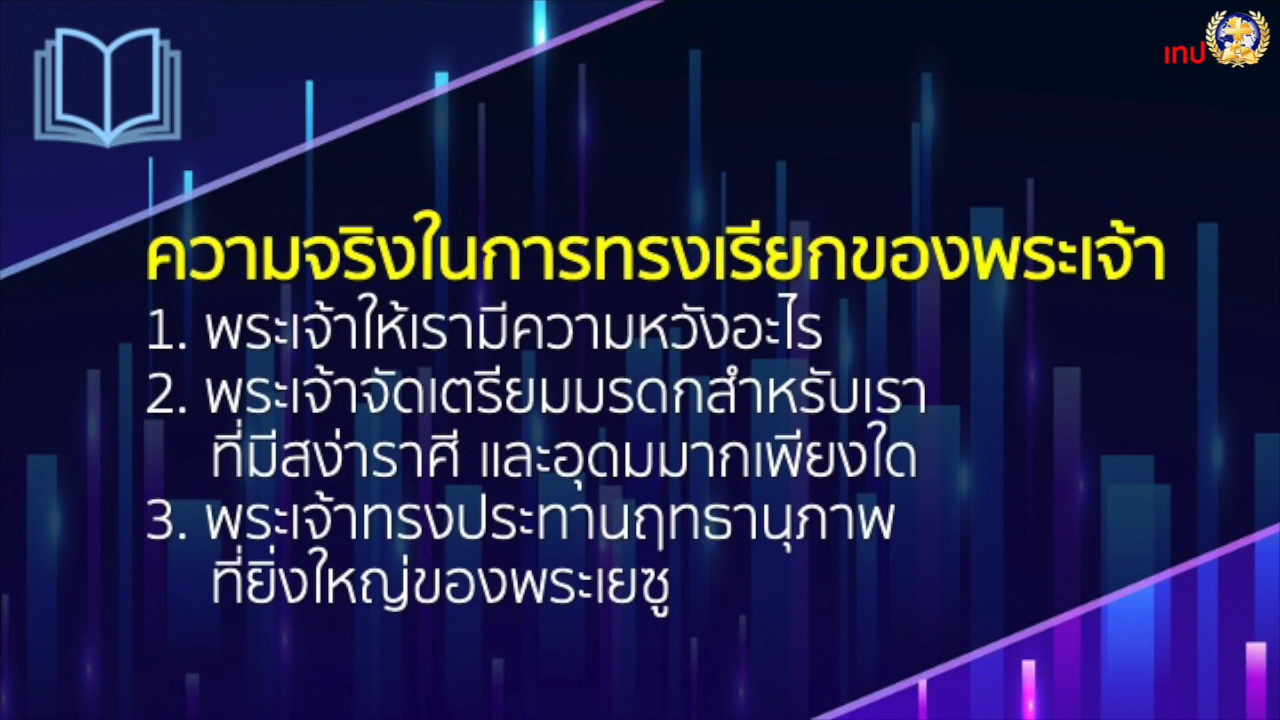 เทป
ความจริงในการทรงเรียกของพระเจ้า
1. พระเจ้าให้เรามีความหวังอะไร
2. พระเจ้าจัดเตรียมมรดกสำหรับเรา
ที่มีสง่าราศี และอุดมมากเพียงใด
3. พระเจ้าทรงประทานฤทธานุภาพ
ที่ยิ่งใหญ่ของพระเยซู